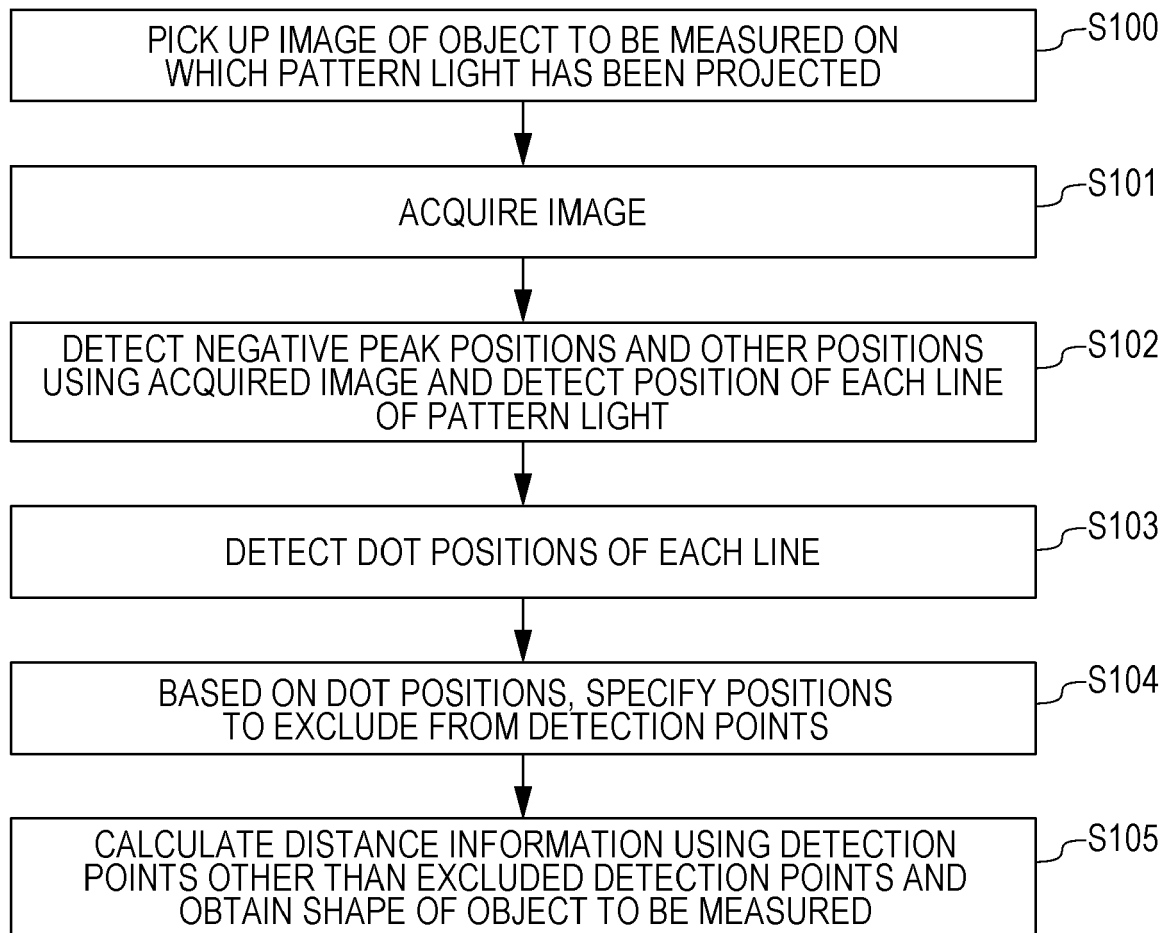 PICK UP IMAGE OF OBJECT TO BE MEASURED ON
WHICH PATTERN LIGHT HAS BEEN PROJECTED
S100
ACQUIRE IMAGE
S101
DETECT NEGATIVE PEAK POSITIONS AND OTHER POSITIONS
USING ACQUIRED IMAGE AND DETECT POSITION OF EACH LINE
OF PATTERN LIGHT
S102
DETECT DOT POSITIONS OF EACH LINE
S103
BASED ON DOT POSITIONS, SPECIFY POSITIONS
TO EXCLUDE FROM DETECTION POINTS
S104
CALCULATE DISTANCE INFORMATION USING DETECTION
POINTS OTHER THAN EXCLUDED DETECTION POINTS AND
OBTAIN SHAPE OF OBJECT TO BE MEASURED
S105